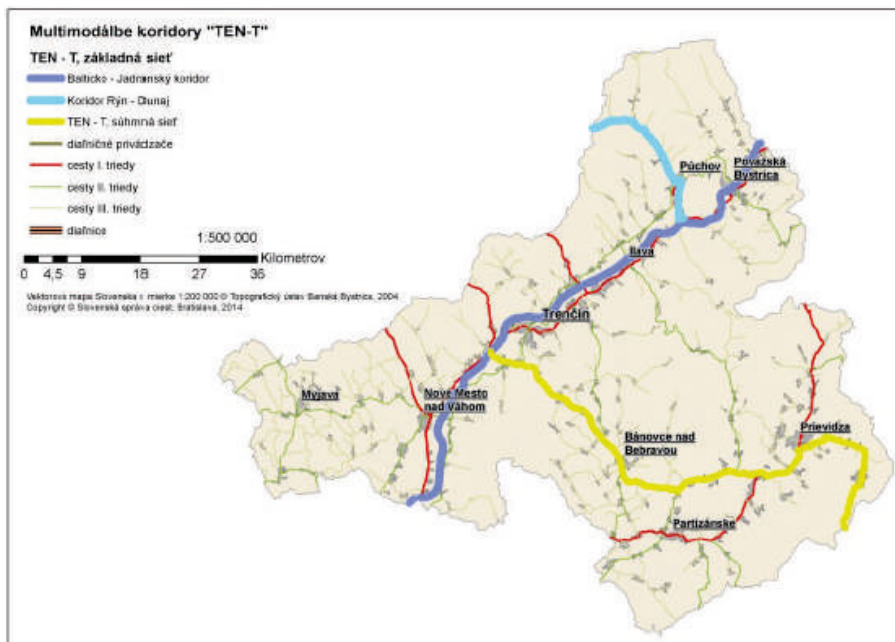 Multimodálbe koridory "TEN-T"
TEN - T, základná sieť
Balticko - Jadranský koridor
Koridor Rýn - Dunaj
TEN - T, súhrnná sieť
diaľničné privádzače
cesty I. triedy
cesty II. triedy
cesty III. triedy
diaľnice
1:500 000
Kilometrov
0 4,5 9 18 27 36
Vektorova mapa Slovenska v mierke 1:200 000 © Topografický ústav Banská Bystrica, 2004
Copyright © Slovenská správa ciest, Bratislava, 2014
Púchov
Považská
Bystrica
Ilava
Trenčín
Myjava
Nové Mesto
nad Váhom
Bánovce nad
Bebravou
Prievidza
Partizánske